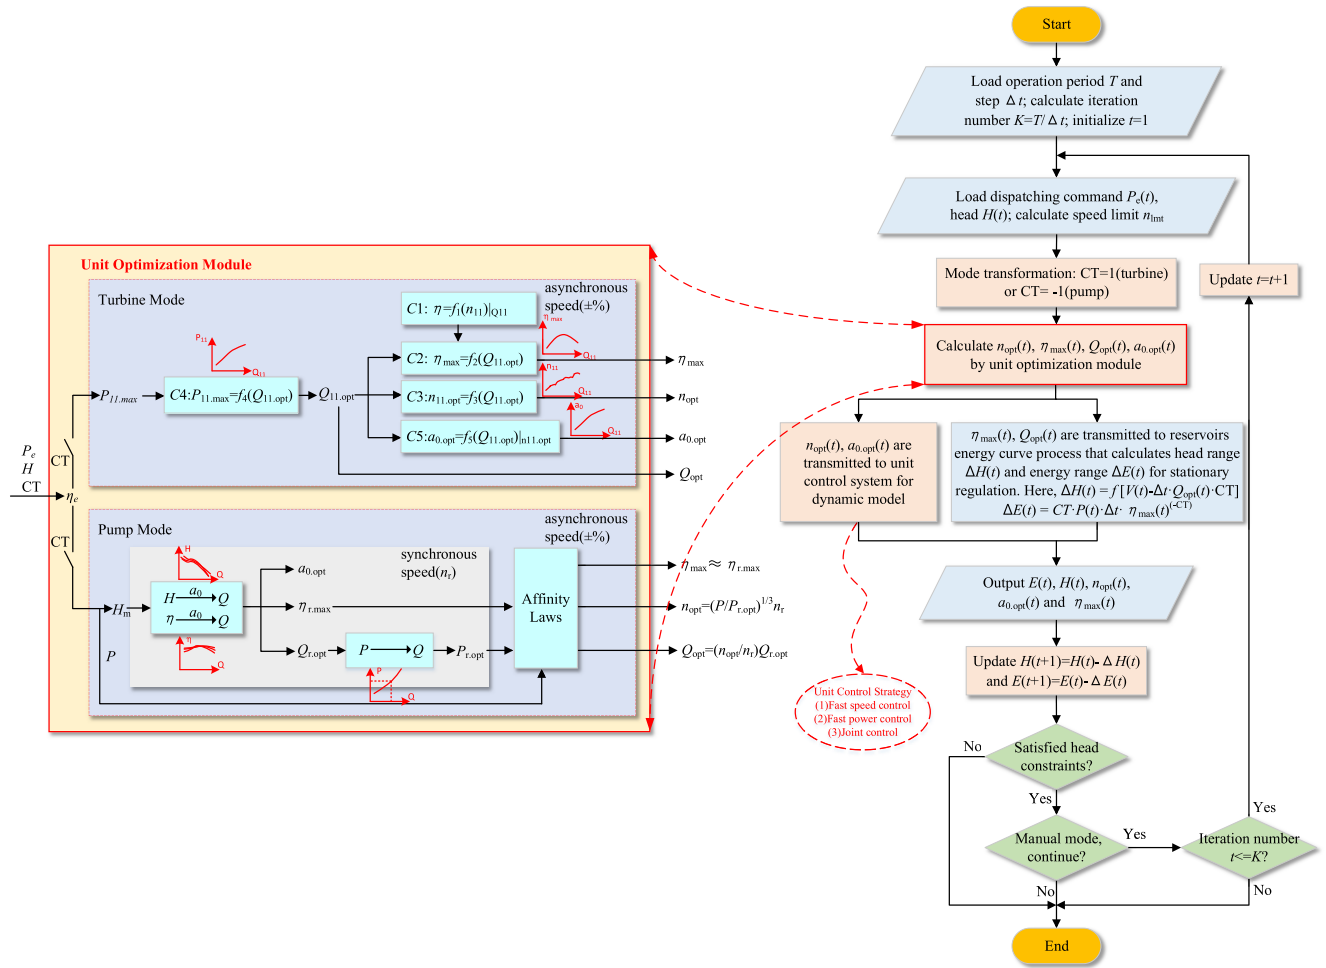 Start
Load operation period T and
step Δt; calculate iteration
number K=T/Δt; initialize t=1
Load dispatching command Pe(t),
head H(t); calculate speed limit nlmt
Mode transformation: CT=1(turbine)
or CT= -1(pump)
Update t=t+1
Calculate nopt(t), ηmax(t), Qopt(t), a0.opt(t)
by unit optimization module
nopt(t), a0.opt(t) are
transmitted to unit
control system for
dynamic model
ηmax(t), Qopt(t) are transmitted to reservoirs
energy curve process that calculates head range
ΔH(t) and energy range ΔE(t) for stationary
regulation. Here, ΔH(t) = f [V(t)-Δt·Qopt(t)·CT]
ΔE(t) = CT·P(t)·Δt· ηmax(t)(-CT)
Output E(t), H(t), nopt(t),
a0.opt(t) and ηmax(t)
Update H(t+1)=H(t)- ΔH(t)
and E(t+1)=E(t)- ΔE(t)
Unit Control Strategy
(1)Fast speed control
(2)Fast power control
(3)Joint control
No
Satisfied head
constraints?
Yes
Manual mode,
continue?
Yes
No
Iteration number
t<=K?
Yes
No
End
Unit Optimization Module
Turbine Mode
asynchronous
speed(±%)
C1: η=f1(n11)|Q11
C2: ηmax=f2(Q11.opt)
C3:n11.opt=f3(Q11.opt)
C5:a0.opt=f5(Q11.opt)|n11.opt
P11
Q11
η max
Q11
n11
Q11
a0
Q11
P11.max
C4:P11.max=f4(Q11.opt)
Q11.opt
ηmax
nopt
a0.opt
Qopt
Pe
H
CT
CT
ηe
CT
Pump Mode
asynchronous
speed(±%)
synchronous
speed(nr)
H
Q
Hm
H a0 Q
η a0 Q
η
Q
P
a0.opt
ηr.max
Qr.opt
P Q
Pr.opt
P
Q
Affinity
Laws
ηmax≈ ηr.max
nopt=(P/Pr.opt)1/3nr
Qopt=(nopt/nr)Qr.opt